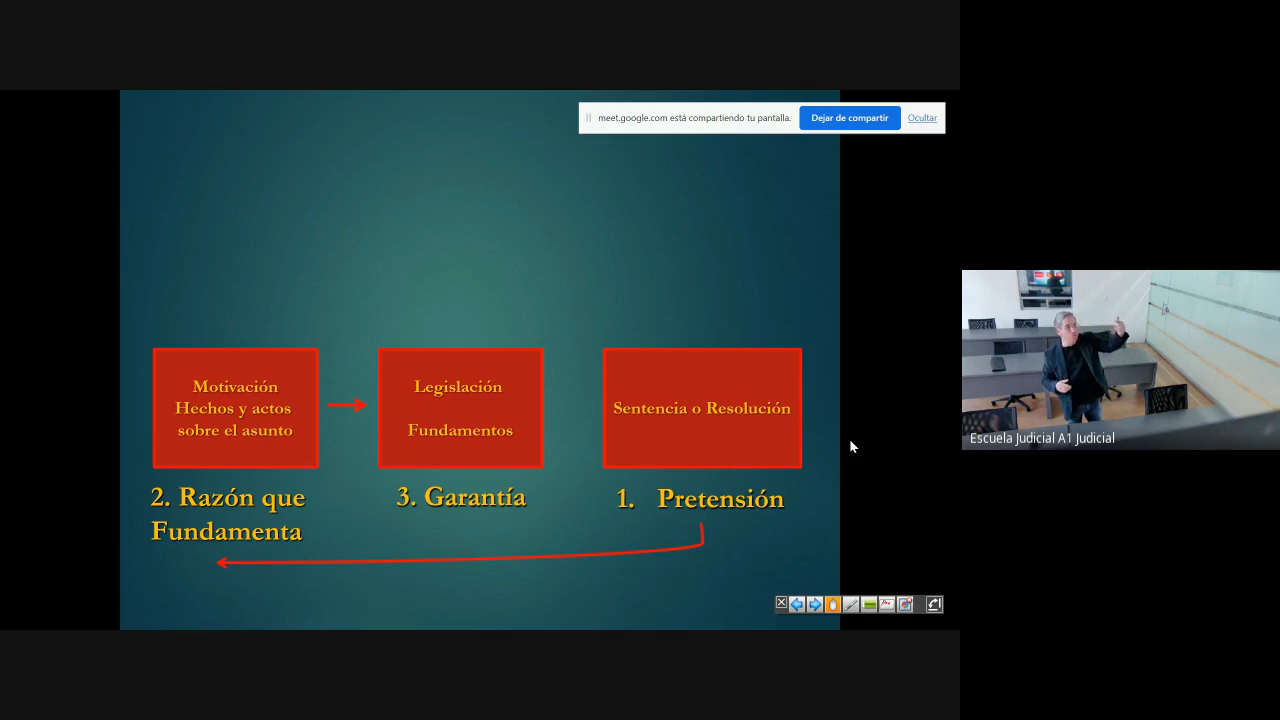 meet.google.com está compartiendo tu pantalla.
Dejar de compartir
Ocultar
Motivación
Hechos y actos
sobre el asunto
Legislación
Fundamentos
Sentencia o Resolución
2. Razón que
Fundamenta
3. Garantía
1. Pretensión
Escuela Judicial A1 Judicial